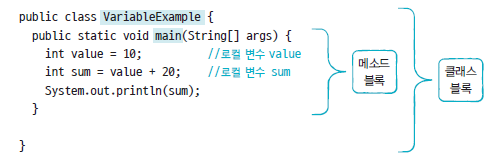 public class VariableExample {
public static void main(String[] args) {
int value = 10; //로컬 변수 value
int sum = value + 20; //로컬 변수 sum
System.out.println(sum);
}
}
메소드
블록
클래스
블록